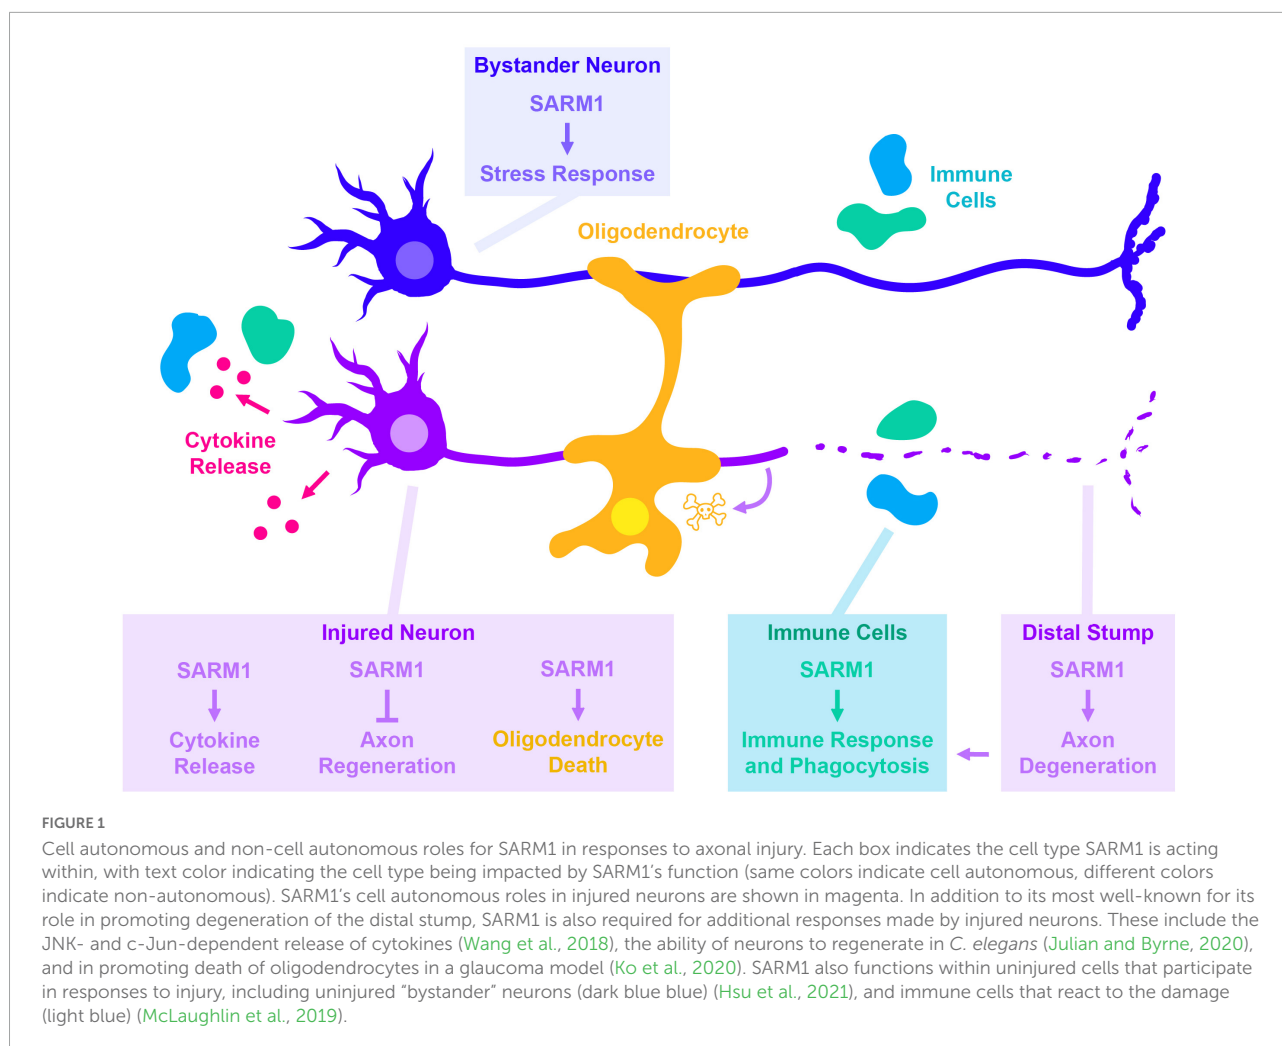 Bystander Neuron
SARM1
Stress Response
Immune
Cells
Oligodendrocyte
Cytokine
Release
Injured Neuron
SARM1
Cytokine
Release
SARM1
Axon
Regeneration
SARM1
Oligodendrocyte
Death
Immune Cells
SARM1
Immune Response
and Phagocytosis
Distal Stump
SARM1
Axon
Degeneration
FIGURE 1
Cell autonomous and non-cell autonomous roles for SARM1 in responses to axonal injury. Each box indicates the cell type SARM1 is acting
within, with text color indicating the cell type being impacted by SARM1's function (same colors indicate cell autonomous, different colors
indicate non-autonomous). SARM1's cell autonomous roles in injured neurons are shown in magenta. In addition to its most well-known for its
role in promoting degeneration of the distal stump, SARM1 is also required for additional responses made by injured neurons. These include the
JNK- and c-Jun-dependent release of cytokines (Wang et al., 2018), the ability of neurons to regenerate in C. elegans (Julian and Byrne, 2020),
and in promoting death of oligodendrocytes in a glaucoma model (Ko et al., 2020). SARM1 also functions within uninjured cells that participate
in responses to injury, including uninjured "bystander" neurons (dark blue blue) (Hsu et al., 2021), and immune cells that react to the damage
(light blue) (McLaughlin et al., 2019).